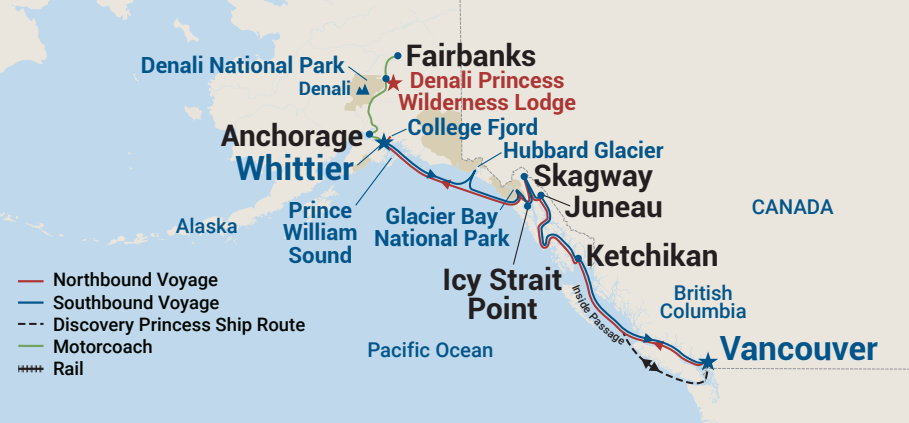 Fairbanks
Denali National Park
Denali
Denali Princess
Wilderness Lodge
College Fjord
Anchorage
Whittier
Hubbard Glacier
Skagway
Juneau
Prince
William
Sound
Glacier Bay
National Park
Alaska
CANADA
Ketchikan
Icy Strait
Point
Northbound Voyage
Southbound Voyage
Discovery Princess Ship Route
Motorcoach
Rail
Inside Passage
British
Columbia
Pacific Ocean
Vancouver